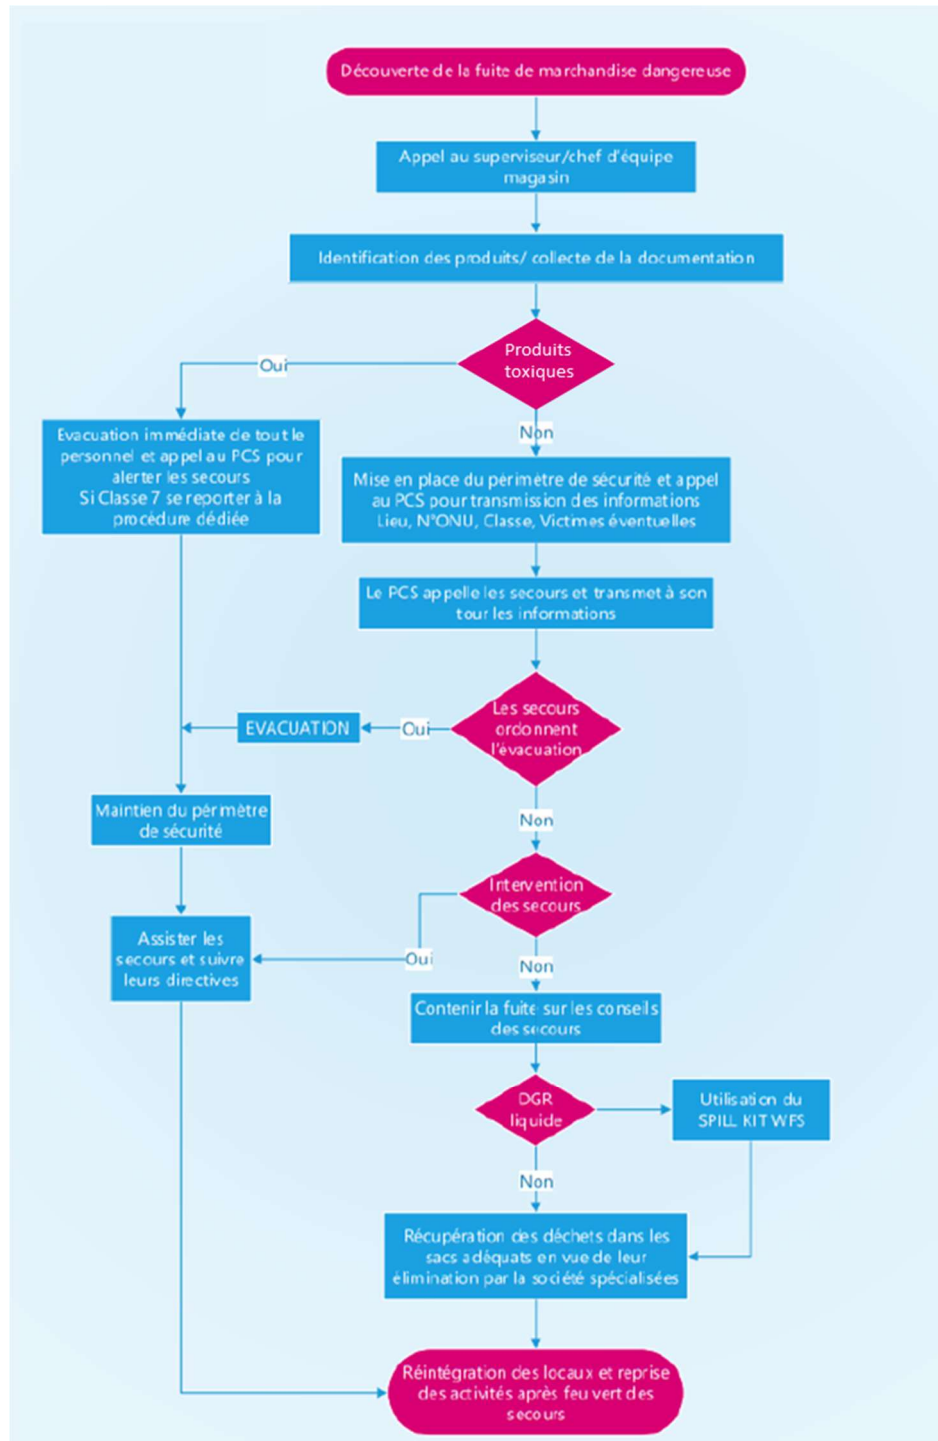 Découverte de la fuite de marchandise dangereuse
Appel au superviseur/chef d'équipe
magasin
Identification des produits/ collecte de la documentation
Produits
toxiques
Oui
Non
Evacuation immédiate de tout le
personnel et appel au PCS pour
alerter les secours
Si Classe 7 se reporter à la
procédure dédiée
Mise en place du périmètre de sécurité et appel
au PCS pour transmission des informations
Lieu, N°ONU, Classe, Victimes éventuelles
Le PCS appelle les secours et transmet à son
tour les informations
Les secours
ordonnent
l'évacuation
Oui
EVACUATION
Non
Maintien du périmètre
de sécurité
Intervention
des secours
Oui
Non
Assister les
secours et suivre
leurs directives
Contenir la fuite sur les conseils
des secours
DGR
liquide
Utilisation du
SPILL KIT WFS
Non
Récupération des déchets dans les
sacs adéquats en vue de leur
élimination par la société spécialisées
Réintégration des locaux et reprise
des activités après feu vert des
secours